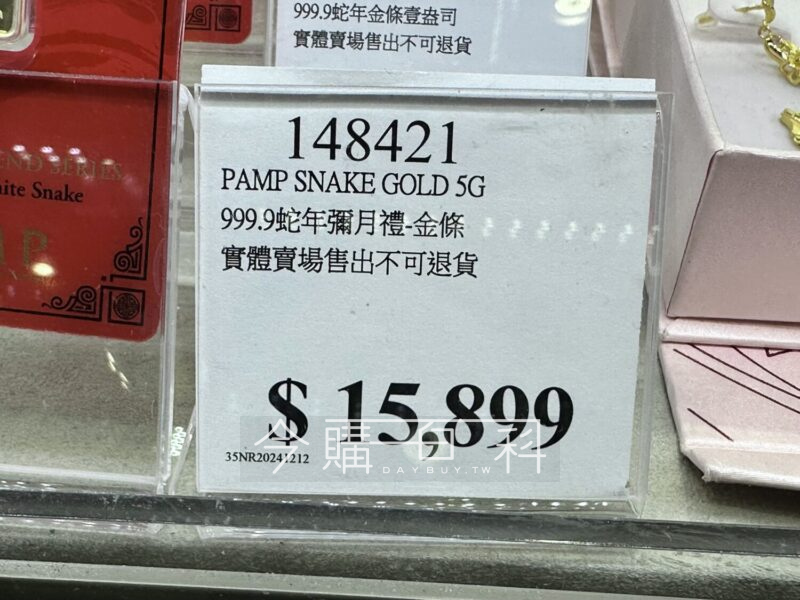 999.9蛇年金條壹盎司
實體賣場售出不可退貨
148421
PAMP SNAKE GOLD 5G
999.9蛇年彌月禮-金條
實體賣場售出不可退貨
$ 15,899
35NR20241212
今購百科
DAYBUY.TW
END SERIES
ite Snake